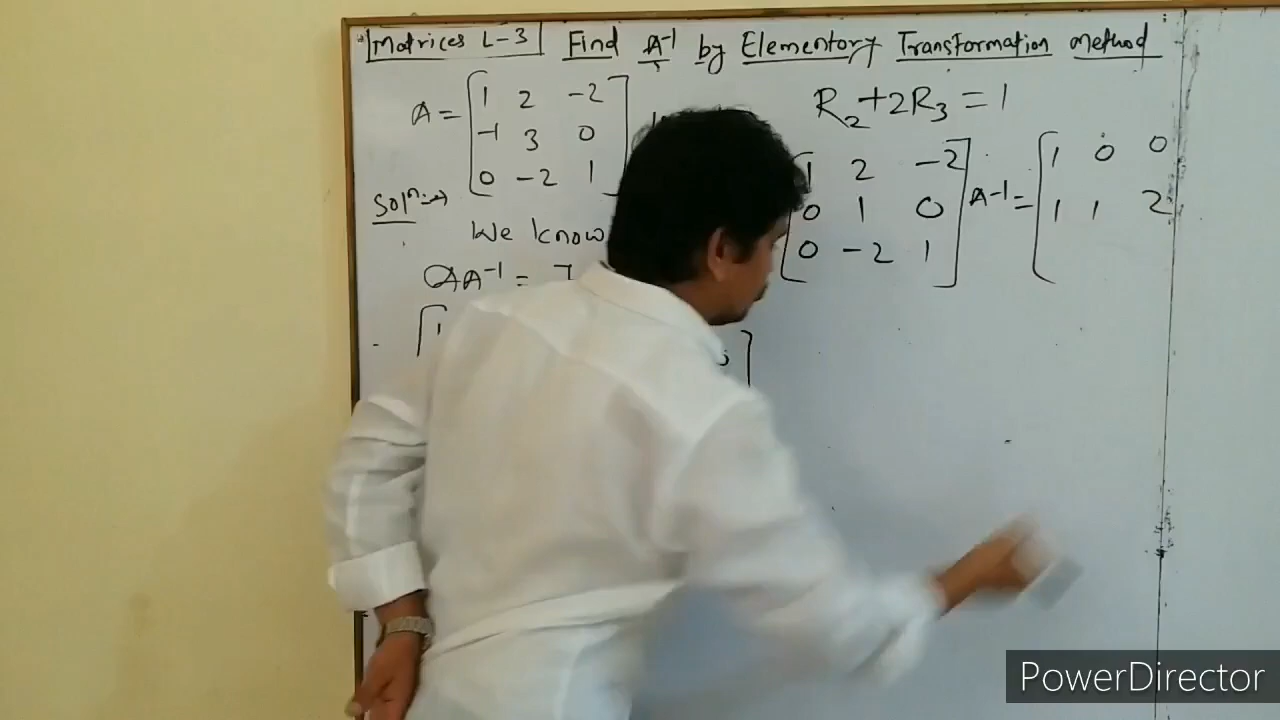 Matrices L-3 Find A⁻¹ by Elementary Transformation method
A = [1 2 -2
-1 3 0
0 -2 1]
Solⁿ:→
We know
AA⁻¹ =
[1
R₂+2R₃ = 1
[1 2 -2
0 1 0
0 -2 1] A⁻¹ = [1 0 0
1 1 2
PowerDirector